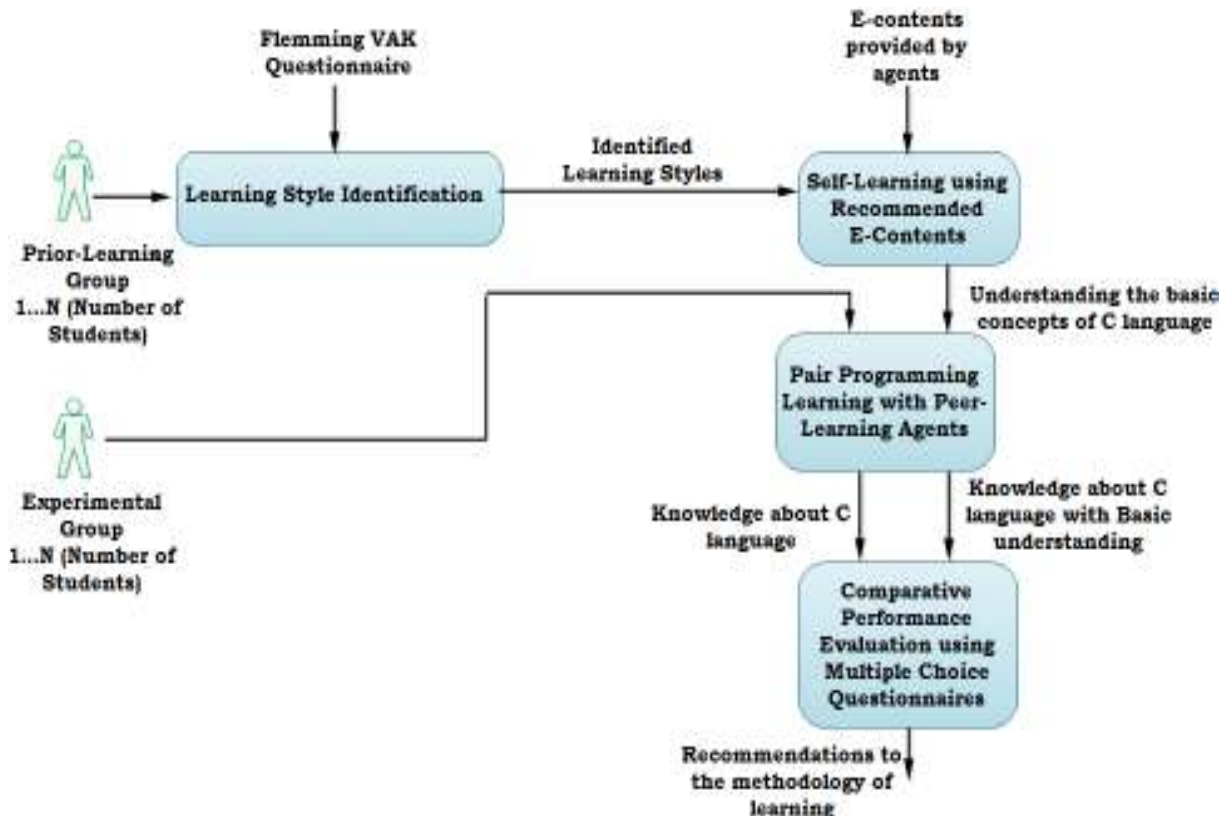 Flemming VAK
Questionnaire
E-contents
provided by
agents
Learning Style Identification
Identified
Learning Styles
Self-Learning using
Recommended
E-Contents
Prior-Learning
Group
1...N (Number of
Students)
Understanding the basic
concepts of C language
Pair Programming
Learning with Peer-
Learning Agents
Experimental
Group
1...N (Number of
Students)
Knowledge about C
language
Knowledge about C
language with Basic
understanding
Comparative
Performance
Evaluation using
Multiple Choice
Questionnaires
Recommendations to
the methodology of
learning